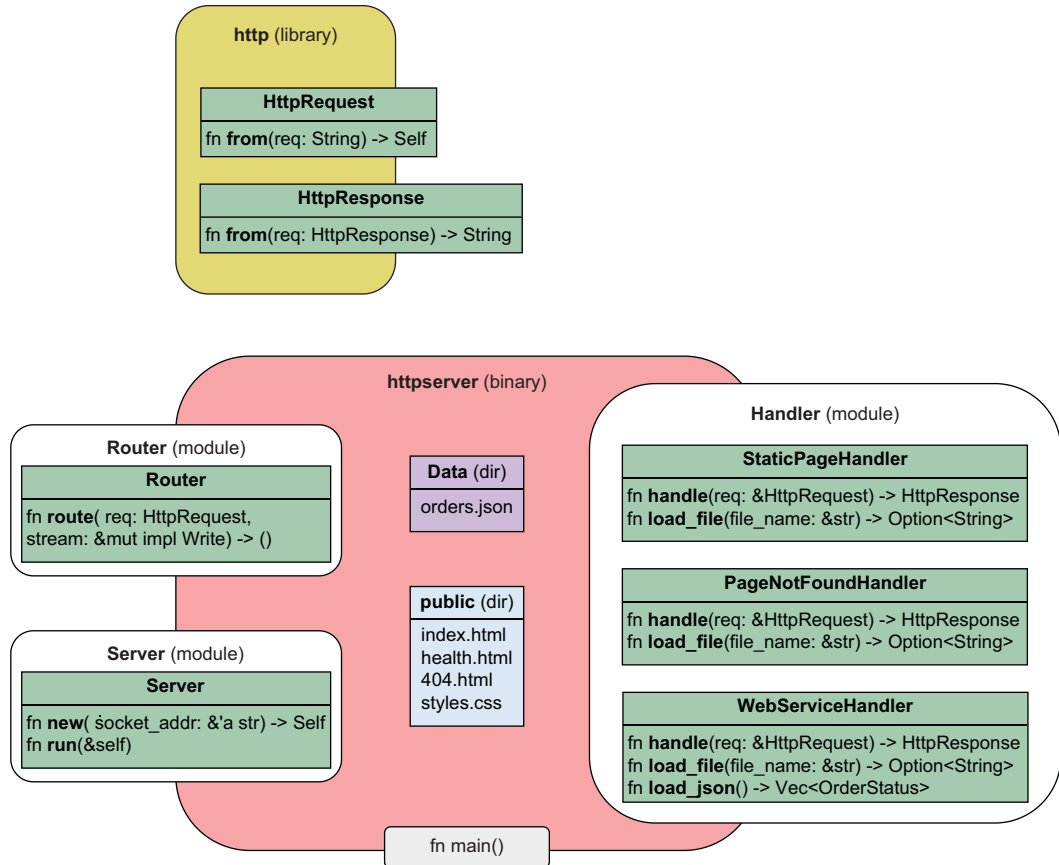 http (library)
HttpRequest
fn from(req: String) -> Self
HttpResponse
fn from(req: HttpResponse) -> String
httpserver (binary)
Router (module)
Router
fn route( req: HttpRequest,
stream: &mut impl Write) -> ()
Server (module)
Server
fn new( socket_addr: &'a str) -> Self
fn run(&self)
Data (dir)
orders.json
public (dir)
index.html
health.html
404.html
styles.css
Handler (module)
StaticPageHandler
fn handle(req: &HttpRequest) -> HttpResponse
fn load_file(file_name: &str) -> Option<String>
PageNotFoundHandler
fn handle(req: &HttpRequest) -> HttpResponse
fn load_file(file_name: &str) -> Option<String>
WebServiceHandler
fn handle(req: &HttpRequest) -> HttpResponse
fn load_file(file_name: &str) -> Option<String>
fn load_json() -> Vec<OrderStatus>
fn main()